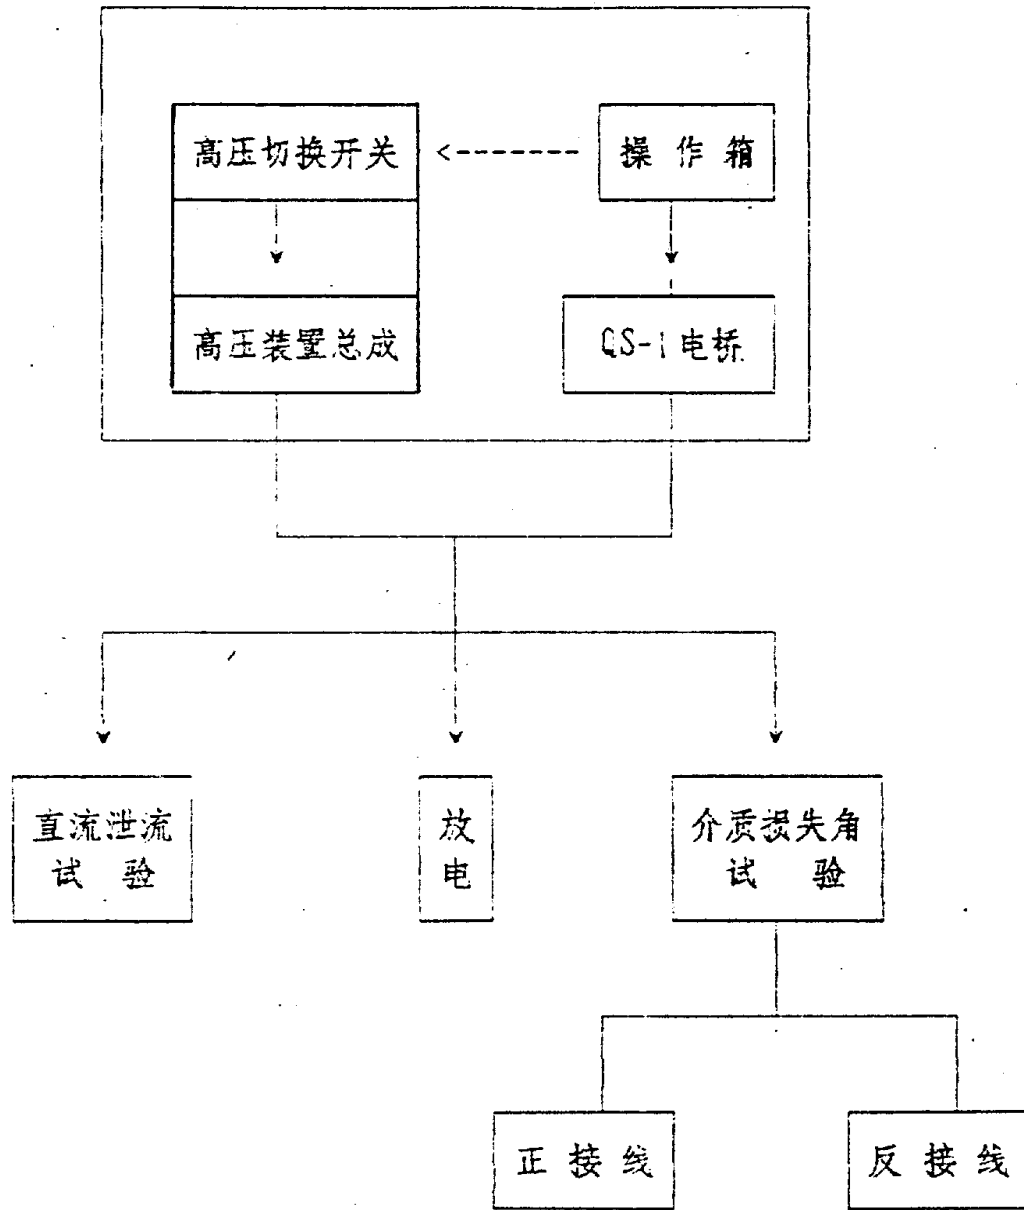 高压切换开关
操作箱
高压装置总成
QS-1电桥
直流泄流
试验
放
电
介质损失角
试验
正接线
反接线